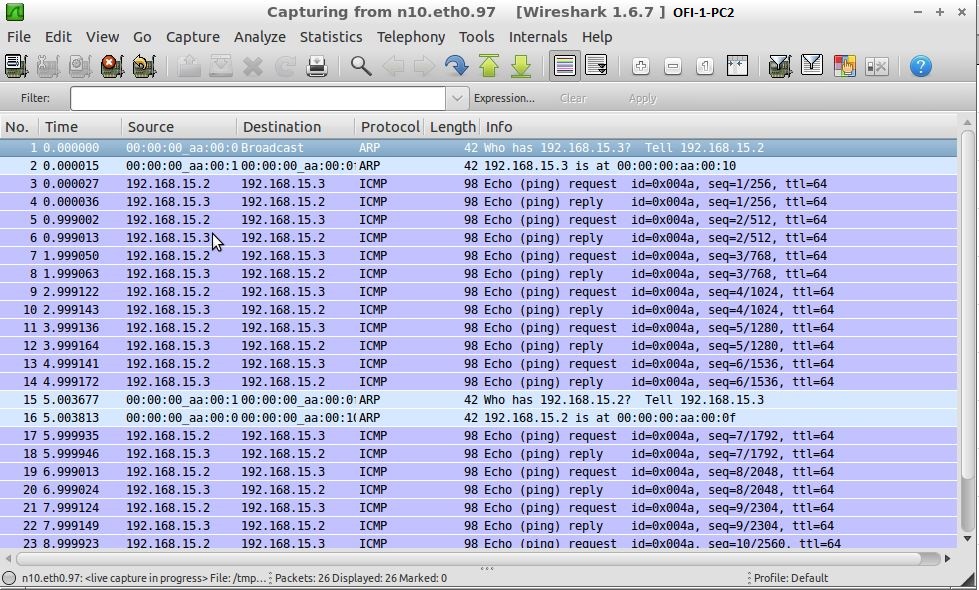 Capturing from n10.eth0.97 [Wireshark 1.6.7 ] OFI-1-PC2
File Edit View Go Capture Analyze Statistics Telephony Tools Internals Help
Filter: Expression... Clear Apply
No. Time Source Destination Protocol Length Info
1 0.000000 00:00:00_aa:00:0 Broadcast ARP 42 Who has 192.168.15.3? Tell 192.168.15.2
2 0.000015 00:00:00_aa:00:1 00:00:00_aa:00:0 ARP 42 192.168.15.3 is at 00:00:00:aa:00:10
3 0.000027 192.168.15.2 192.168.15.3 ICMP 98 Echo (ping) request id=0x004a, seq=1/256, ttl=64
4 0.000036 192.168.15.3 192.168.15.2 ICMP 98 Echo (ping) reply id=0x004a, seq=1/256, ttl=64
5 0.999002 192.168.15.2 192.168.15.3 ICMP 98 Echo (ping) request id=0x004a, seq=2/512, ttl=64
6 0.999013 192.168.15.3 192.168.15.2 ICMP 98 Echo (ping) reply id=0x004a, seq=2/512, ttl=64
7 1.999050 192.168.15.2 192.168.15.3 ICMP 98 Echo (ping) request id=0x004a, seq=3/768, ttl=64
8 1.999063 192.168.15.3 192.168.15.2 ICMP 98 Echo (ping) reply id=0x004a, seq=3/768, ttl=64
9 2.999122 192.168.15.2 192.168.15.3 ICMP 98 Echo (ping) request id=0x004a, seq=4/1024, ttl=64
10 2.999143 192.168.15.3 192.168.15.2 ICMP 98 Echo (ping) reply id=0x004a, seq=4/1024, ttl=64
11 3.999136 192.168.15.2 192.168.15.3 ICMP 98 Echo (ping) request id=0x004a, seq=5/1280, ttl=64
12 3.999164 192.168.15.3 192.168.15.2 ICMP 98 Echo (ping) reply id=0x004a, seq=5/1280, ttl=64
13 4.999141 192.168.15.2 192.168.15.3 ICMP 98 Echo (ping) request id=0x004a, seq=6/1536, ttl=64
14 4.999172 192.168.15.3 192.168.15.2 ICMP 98 Echo (ping) reply id=0x004a, seq=6/1536, ttl=64
15 5.003677 00:00:00_aa:00:1 00:00:00_aa:00:0 ARP 42 Who has 192.168.15.2? Tell 192.168.15.3
16 5.003813 00:00:00_aa:00:0 00:00:00_aa:00:1 ARP 42 192.168.15.2 is at 00:00:00:aa:00:0f
17 5.999935 192.168.15.2 192.168.15.3 ICMP 98 Echo (ping) request id=0x004a, seq=7/1792, ttl=64
18 5.999946 192.168.15.3 192.168.15.2 ICMP 98 Echo (ping) reply id=0x004a, seq=7/1792, ttl=64
19 6.999013 192.168.15.2 192.168.15.3 ICMP 98 Echo (ping) request id=0x004a, seq=8/2048, ttl=64
20 6.999024 192.168.15.3 192.168.15.2 ICMP 98 Echo (ping) reply id=0x004a, seq=8/2048, ttl=64
21 7.999124 192.168.15.2 192.168.15.3 ICMP 98 Echo (ping) request id=0x004a, seq=9/2304, ttl=64
22 7.999149 192.168.15.3 192.168.15.2 ICMP 98 Echo (ping) reply id=0x004a, seq=9/2304, ttl=64
23 8.999923 192.168.15.2 192.168.15.3 ICMP 98 Echo (ping) request id=0x004a, seq=10/2560, ttl=64
n10.eth0.97: <live capture in progress> File: /tmp... Packets: 26 Displayed: 26 Marked: 0 Profile: Default